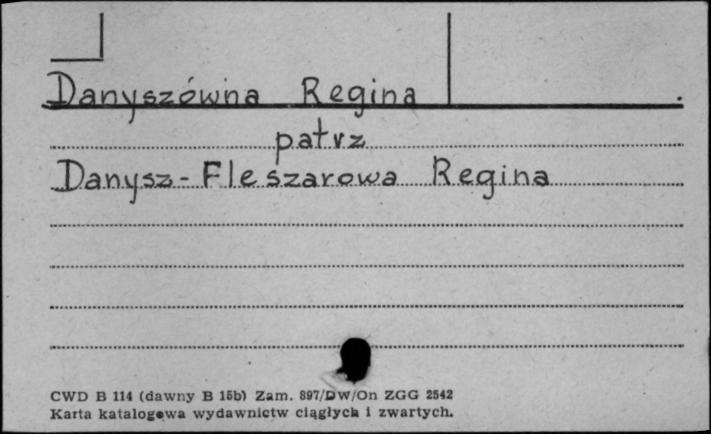 Danyszówna Regina
patrz
Danysz-Fleszarowa Regina
CWD B 114 (dawny B 15b) Zam. 897/DW/On ZGG 2542
Karta katalogowa wydawnictw ciągłych i zwartych.